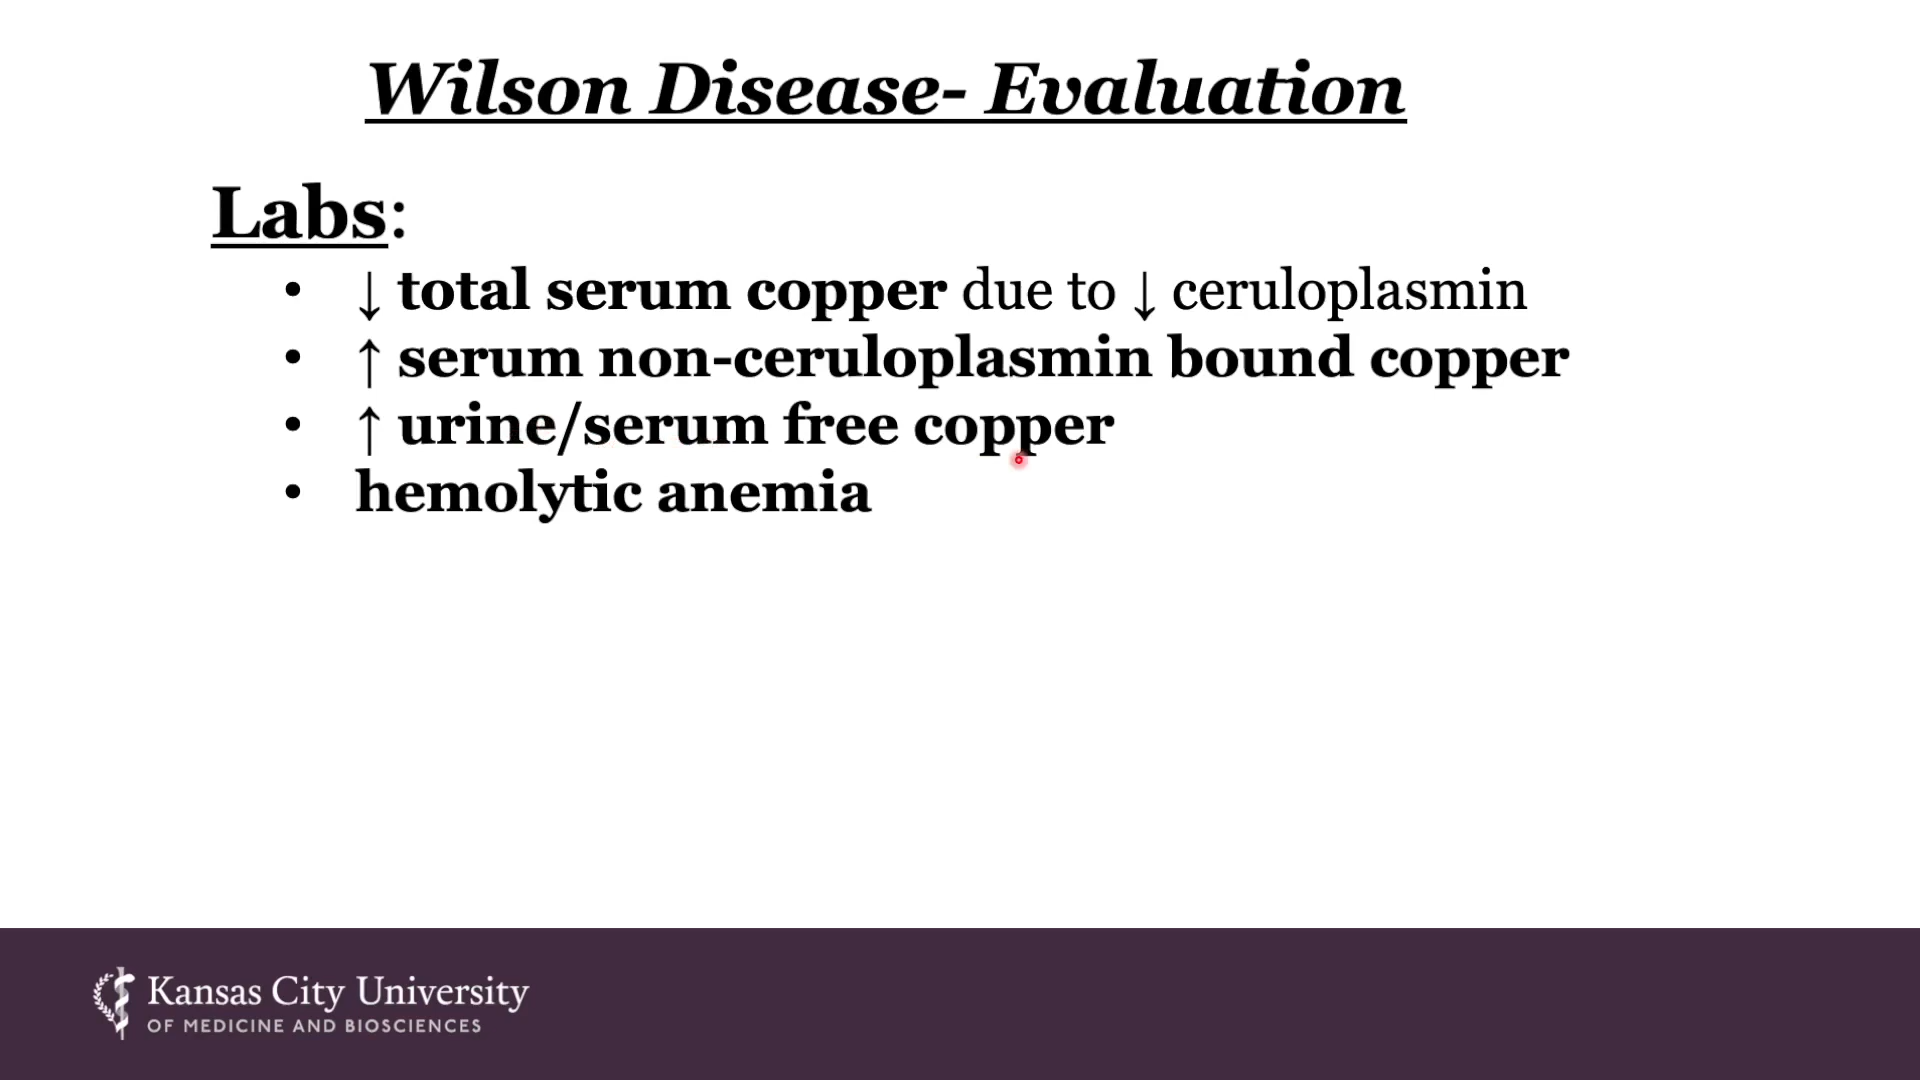 Wilson Disease- Evaluation
Labs:
• ↓ total serum copper due to ↓ ceruloplasmin
• ↑ serum non-ceruloplasmin bound copper
• ↑ urine/serum free copper
• hemolytic anemia
Kansas City University
OF MEDICINE AND BIOSCIENCES